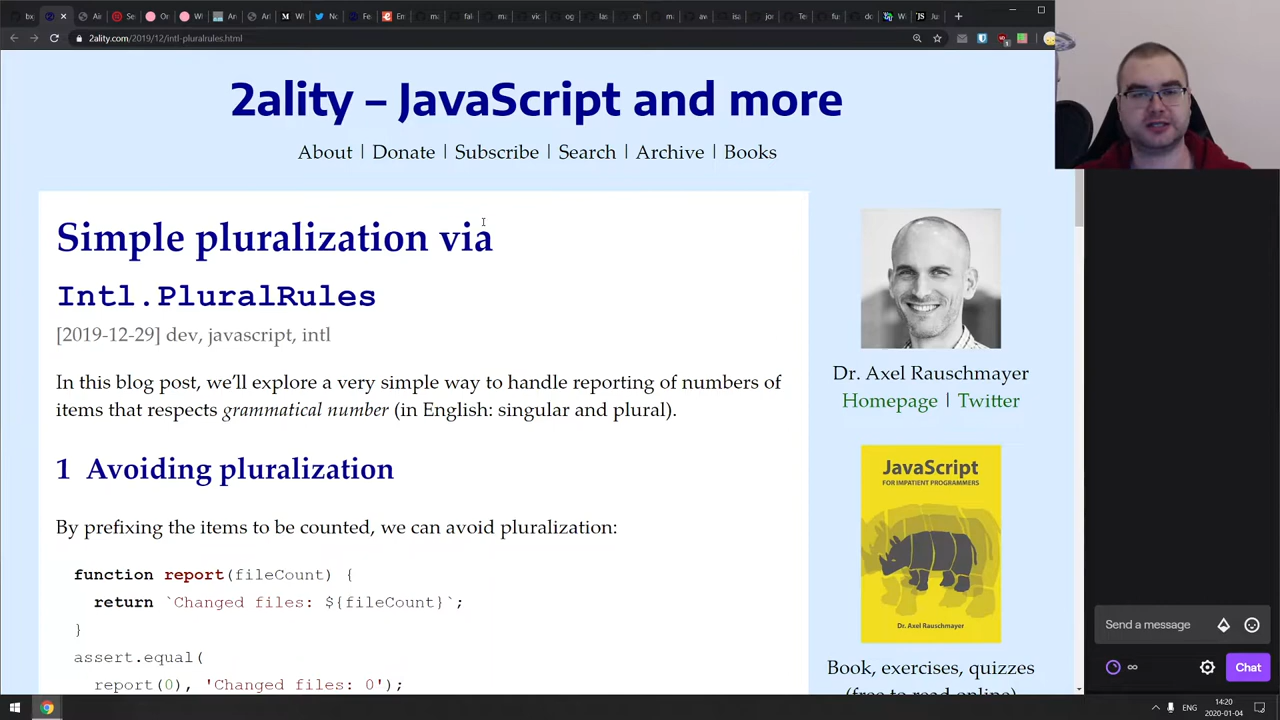 2ality.com/2019/12/intl-pluralrules.html
2ality – JavaScript and more
About | Donate | Subscribe | Search | Archive | Books
Simple pluralization via
Intl.PluralRules
[2019-12-29] dev, javascript, intl
In this blog post, we’ll explore a very simple way to handle reporting of numbers of
items that respects grammatical number (in English: singular and plural).
1 Avoiding pluralization
By prefixing the items to be counted, we can avoid pluralization:
function report(fileCount) {
return `Changed files: ${fileCount}`;
}
assert.equal(
report(0), 'Changed files: 0');
Dr. Axel Rauschmayer
Homepage | Twitter
JavaScript
FOR IMPATIENT PROGRAMMERS
Dr. Axel Rauschmayer
Book, exercises, quizzes
(free to read online)
Send a message
∞
Chat
ENG
14:20
2020-01-04